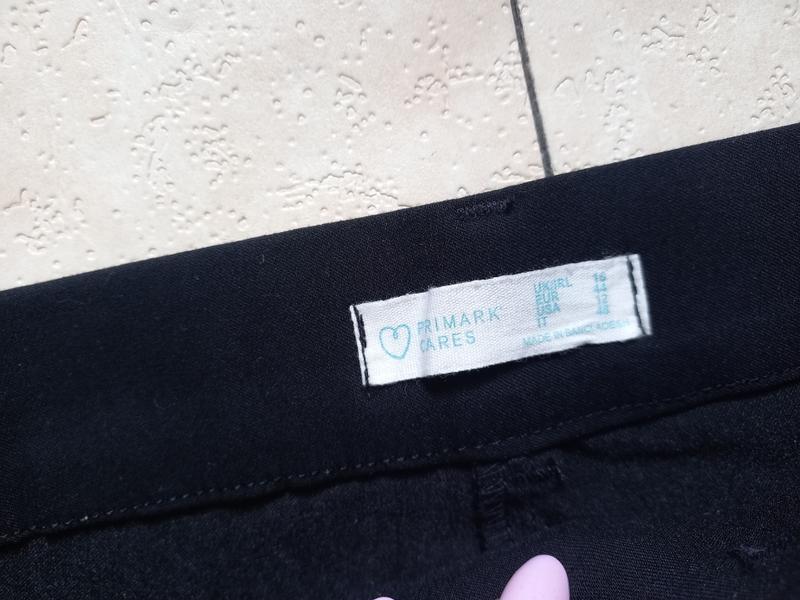 PRIMARK
CARES
UK/IRL 16
EUR 44
USA 12
IT 48
MADE IN BANGLADESH